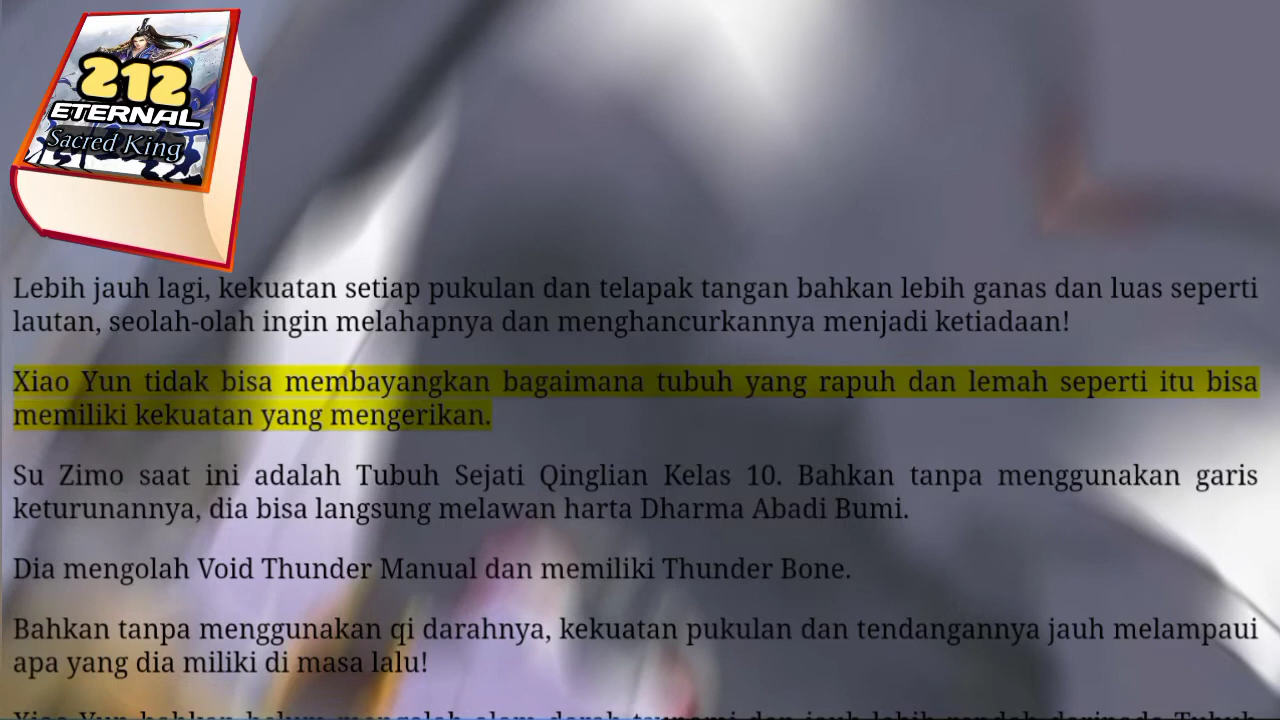 212
ETERNAL
Sacred King
Lebih jauh lagi, kekuatan setiap pukulan dan telapak tangan bahkan lebih ganas dan luas seperti
lautan, seolah-olah ingin melahapnya dan menghancurkannya menjadi ketiadaan!
Xiao Yun tidak bisa membayangkan bagaimana tubuh yang rapuh dan lemah seperti itu bisa
memiliki kekuatan yang mengerikan.
Su Zimo saat ini adalah Tubuh Sejati Qinglian Kelas 10. Bahkan tanpa menggunakan garis
keturunannya, dia bisa langsung melawan harta Dharma Abadi Bumi.
Dia mengolah Void Thunder Manual dan memiliki Thunder Bone.
Bahkan tanpa menggunakan qi darahnya, kekuatan pukulan dan tendangannya jauh melampaui
apa yang dia miliki di masa lalu!